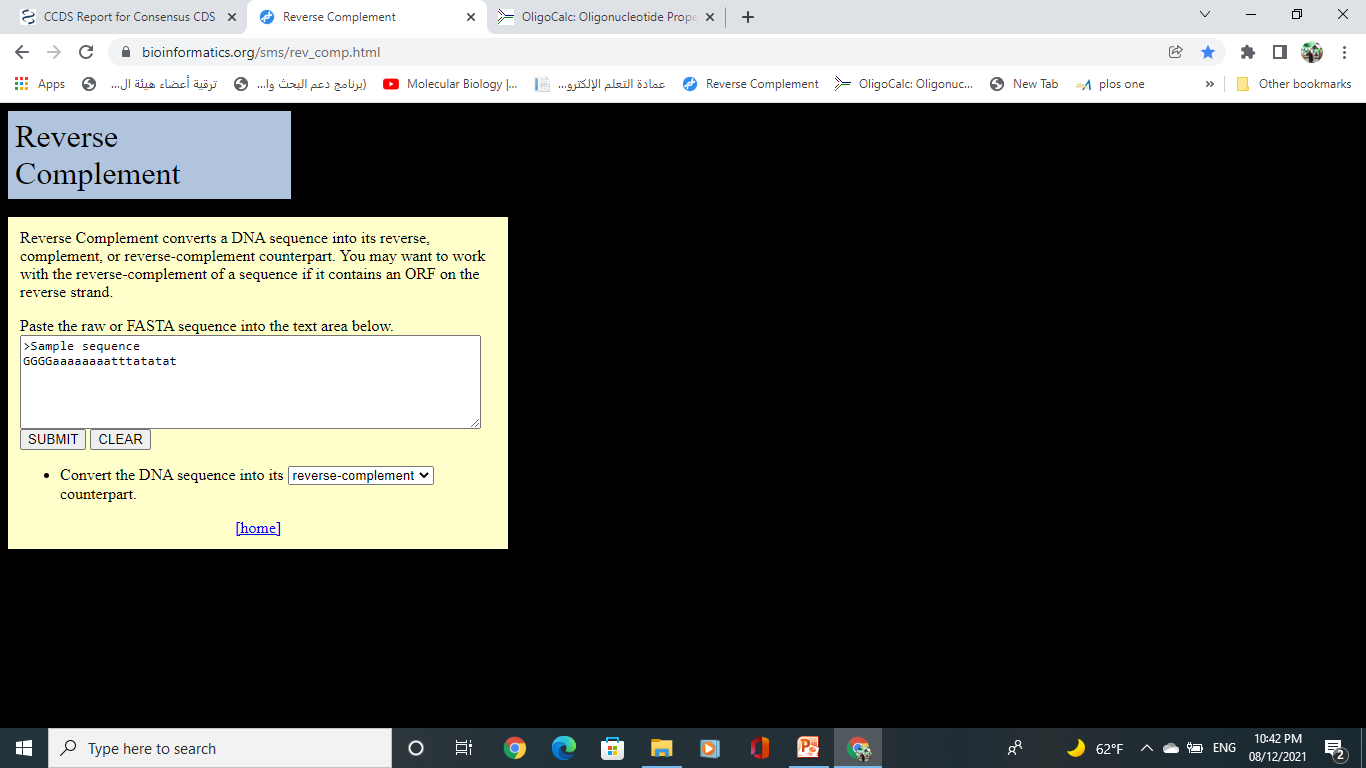 CCDS Report for Consensus CDS
Reverse Complement
OligoCalc: Oligonucleotide Prope
bioinformatics.org/sms/rev_comp.html
Apps
ترقية أعضاء هيئة ال...
(برنامج دعم البحث وا...
Molecular Biology |...
عمادة التعلم الإلكترو...
Reverse Complement
OligoCalc: Oligonuc...
New Tab
plos one
»
Other bookmarks
Reverse
Complement
Reverse Complement converts a DNA sequence into its reverse,
complement, or reverse-complement counterpart. You may want to work
with the reverse-complement of a sequence if it contains an ORF on the
reverse strand.
Paste the raw or FASTA sequence into the text area below.
>Sample sequence
GGGGaaaaaaaatttatatat
SUBMIT CLEAR
• Convert the DNA sequence into its reverse-complement
counterpart.
[home]
Type here to search
62°F
ENG
10:42 PM
08/12/2021
2